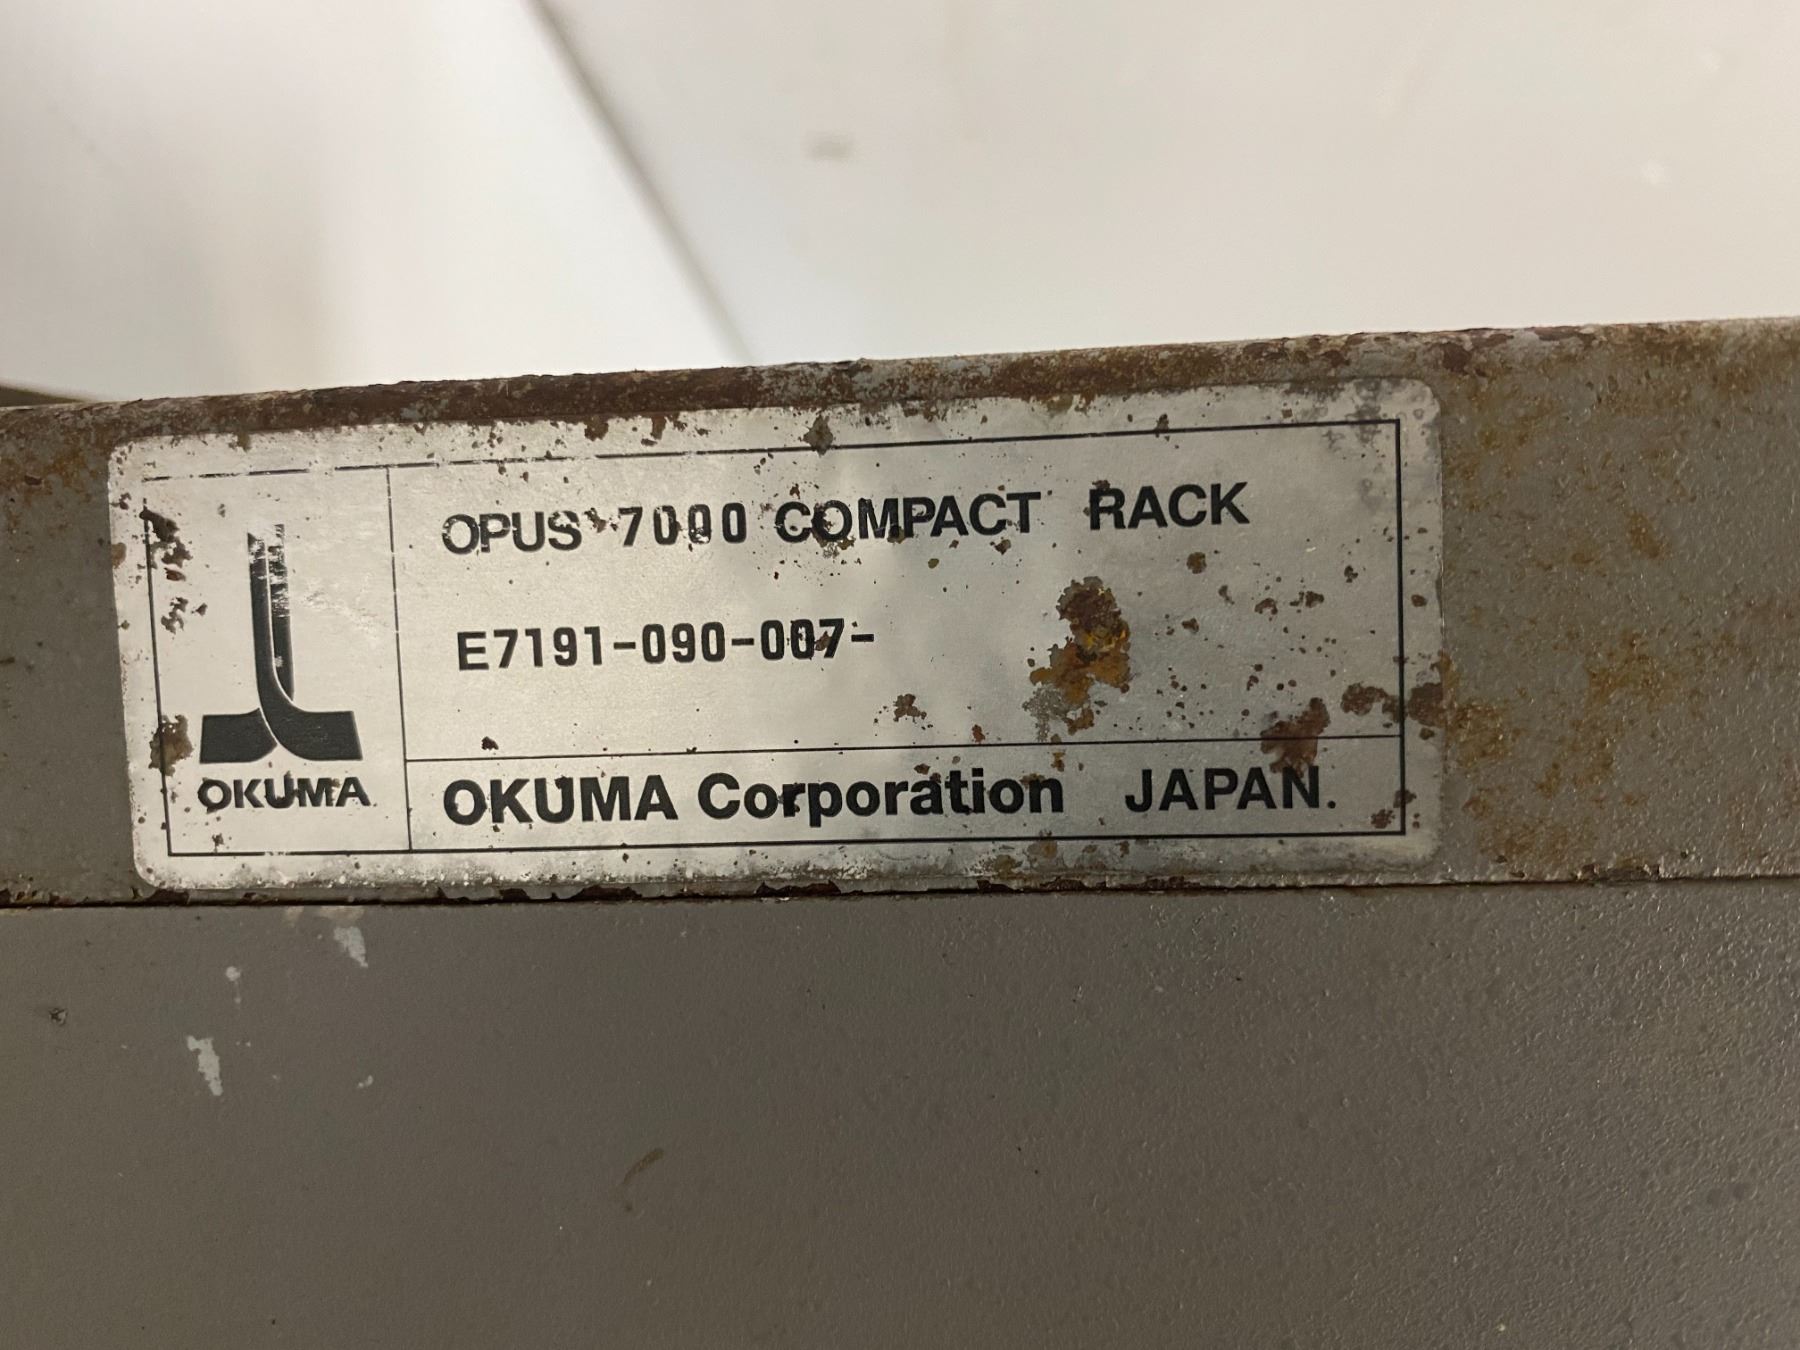 OPUS 7000 COMPACT RACK
E7191-090-007-
OKUMA
OKUMA Corporation JAPAN.